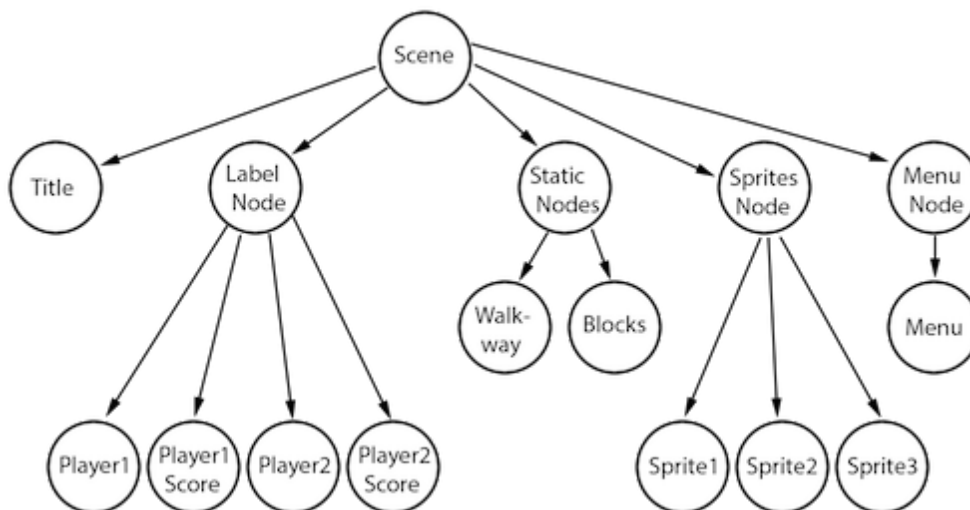 Scene
Title
Label
Node
Static
Nodes
Sprites
Node
Menu
Node
Walk-
way
Blocks
Menu
Player1
Player1
Score
Player2
Player2
Score
Sprite1
Sprite2
Sprite3